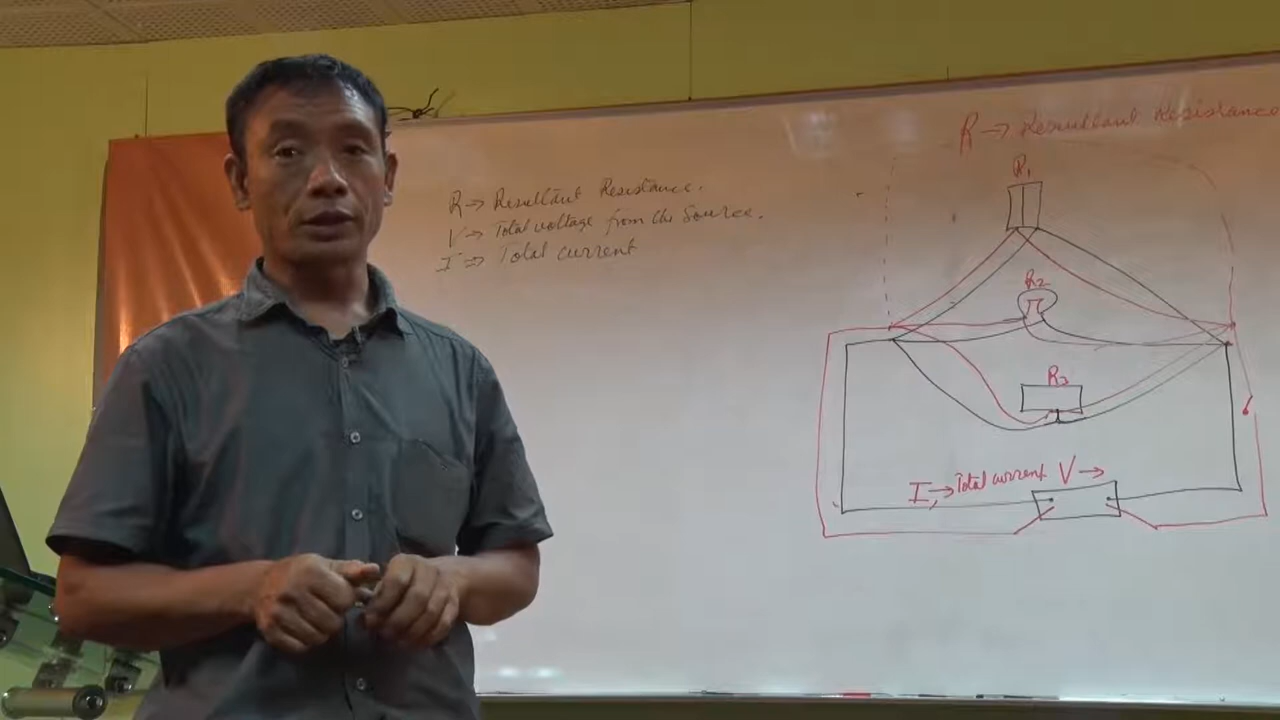 R → Resultant Resistance.
V → Total voltage from the Source.
I ⇒ Total current
R → Resultant Resistance
R1
R2
R3
I → Total current V →